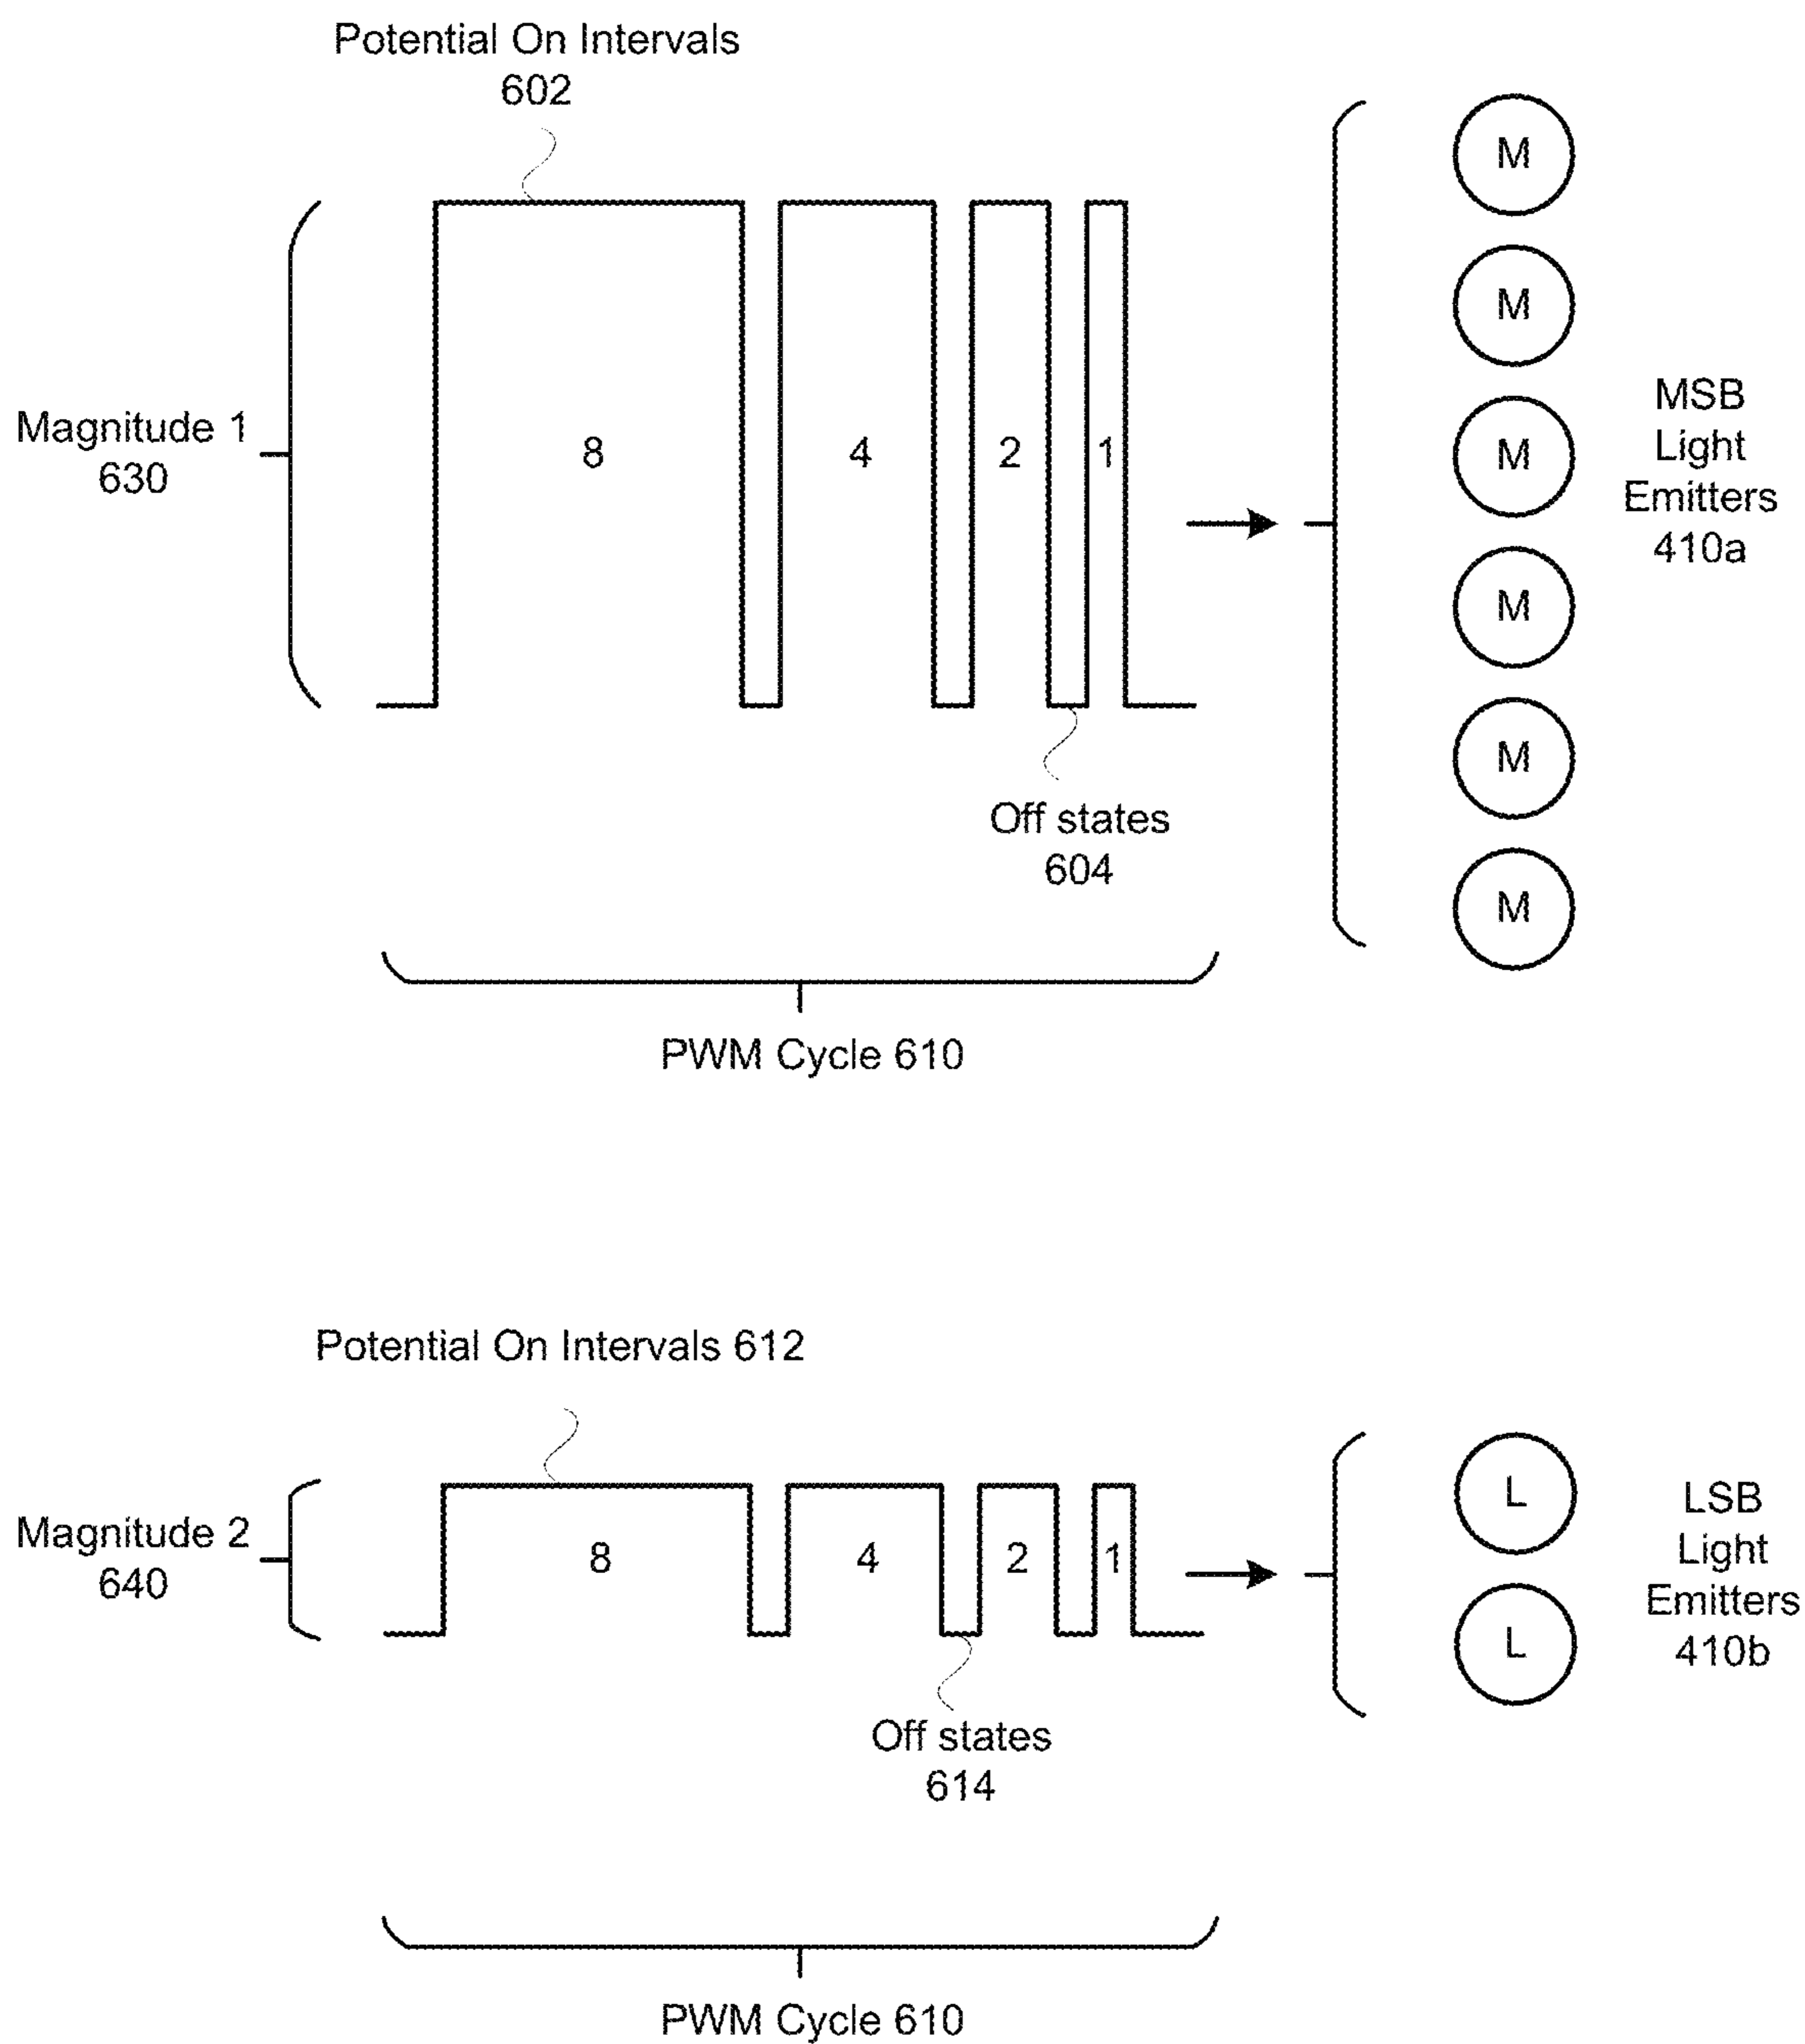 Potential On Intervals
602
Magnitude 1
630
8
4
2
1
Off states
604
PWM Cycle 610
M
M
M
M
M
M
MSB
Light
Emitters
410a
Potential On Intervals 612
Magnitude 2
640
8
4
2
1
Off states
614
PWM Cycle 610
L
L
LSB
Light
Emitters
410b